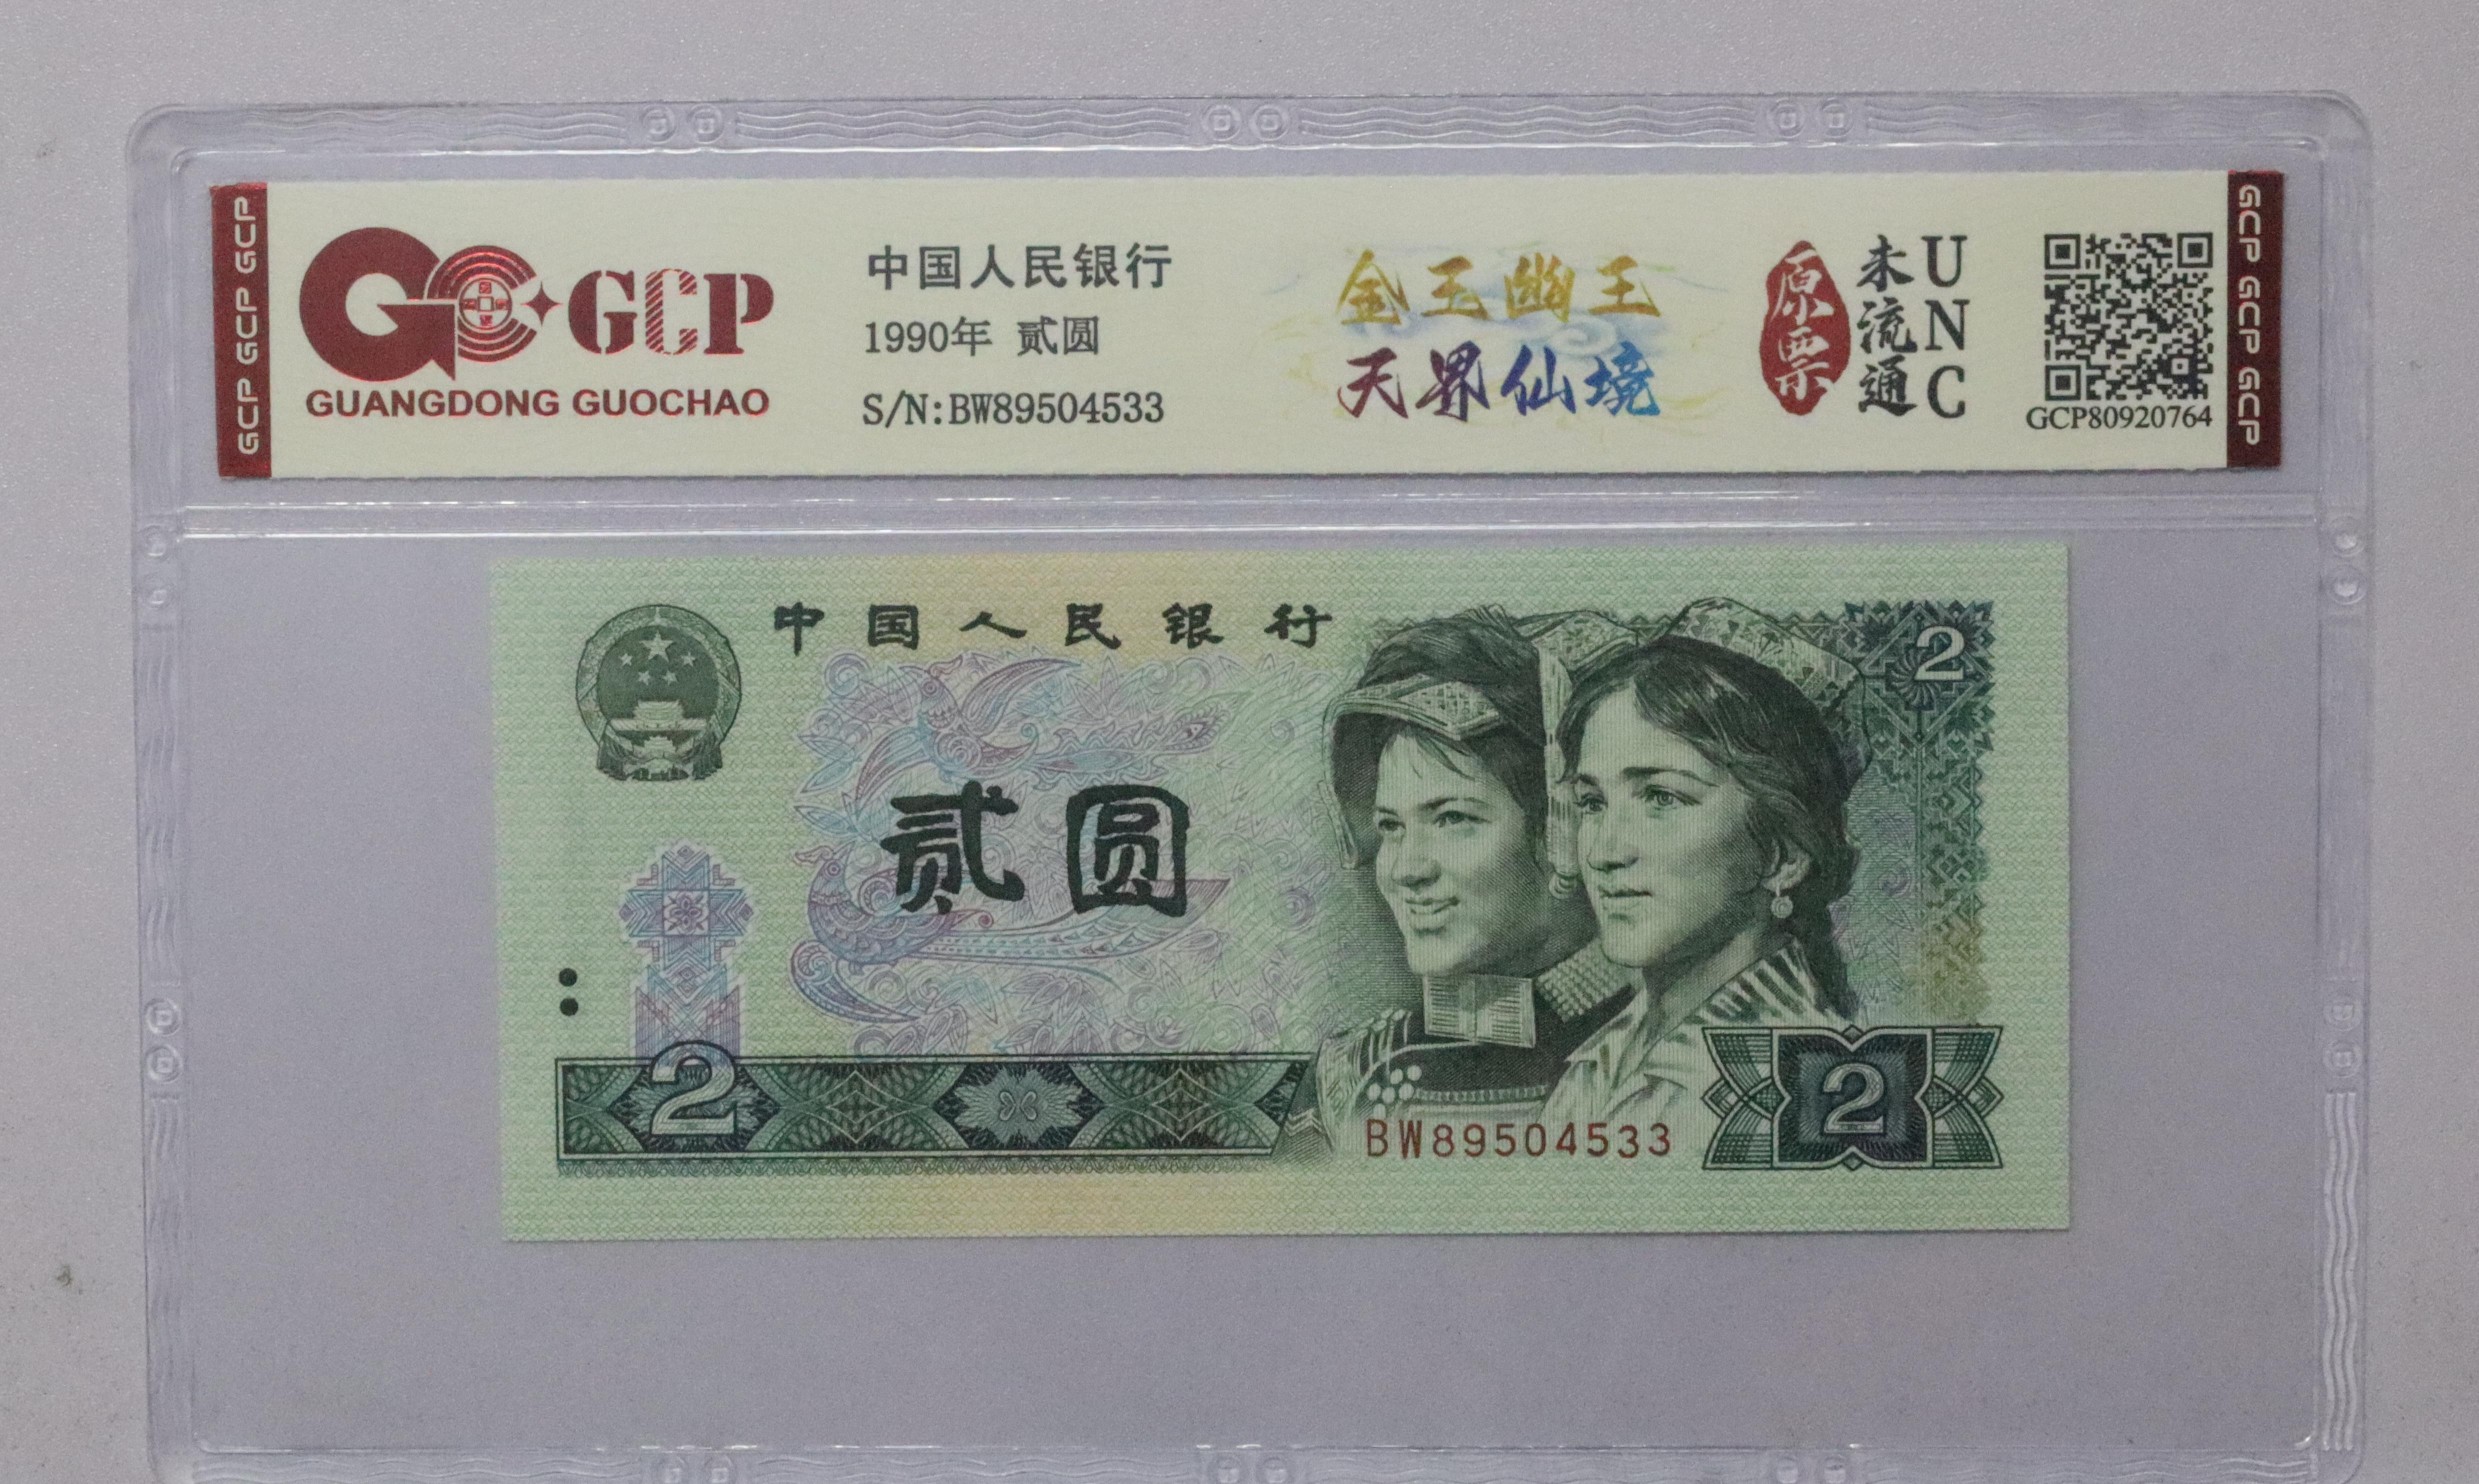 GCP GCP GCP
GCP
GUANGDONG GUOCHAO
中国人民银行
1990年 贰圆
S/N:BW89504533
金玉幽王
天界仙境
原票
未流通
UNC
GCP80920764
GCP GCP GCP
中国人民银行
2
贰圆
2
BW89504533
2